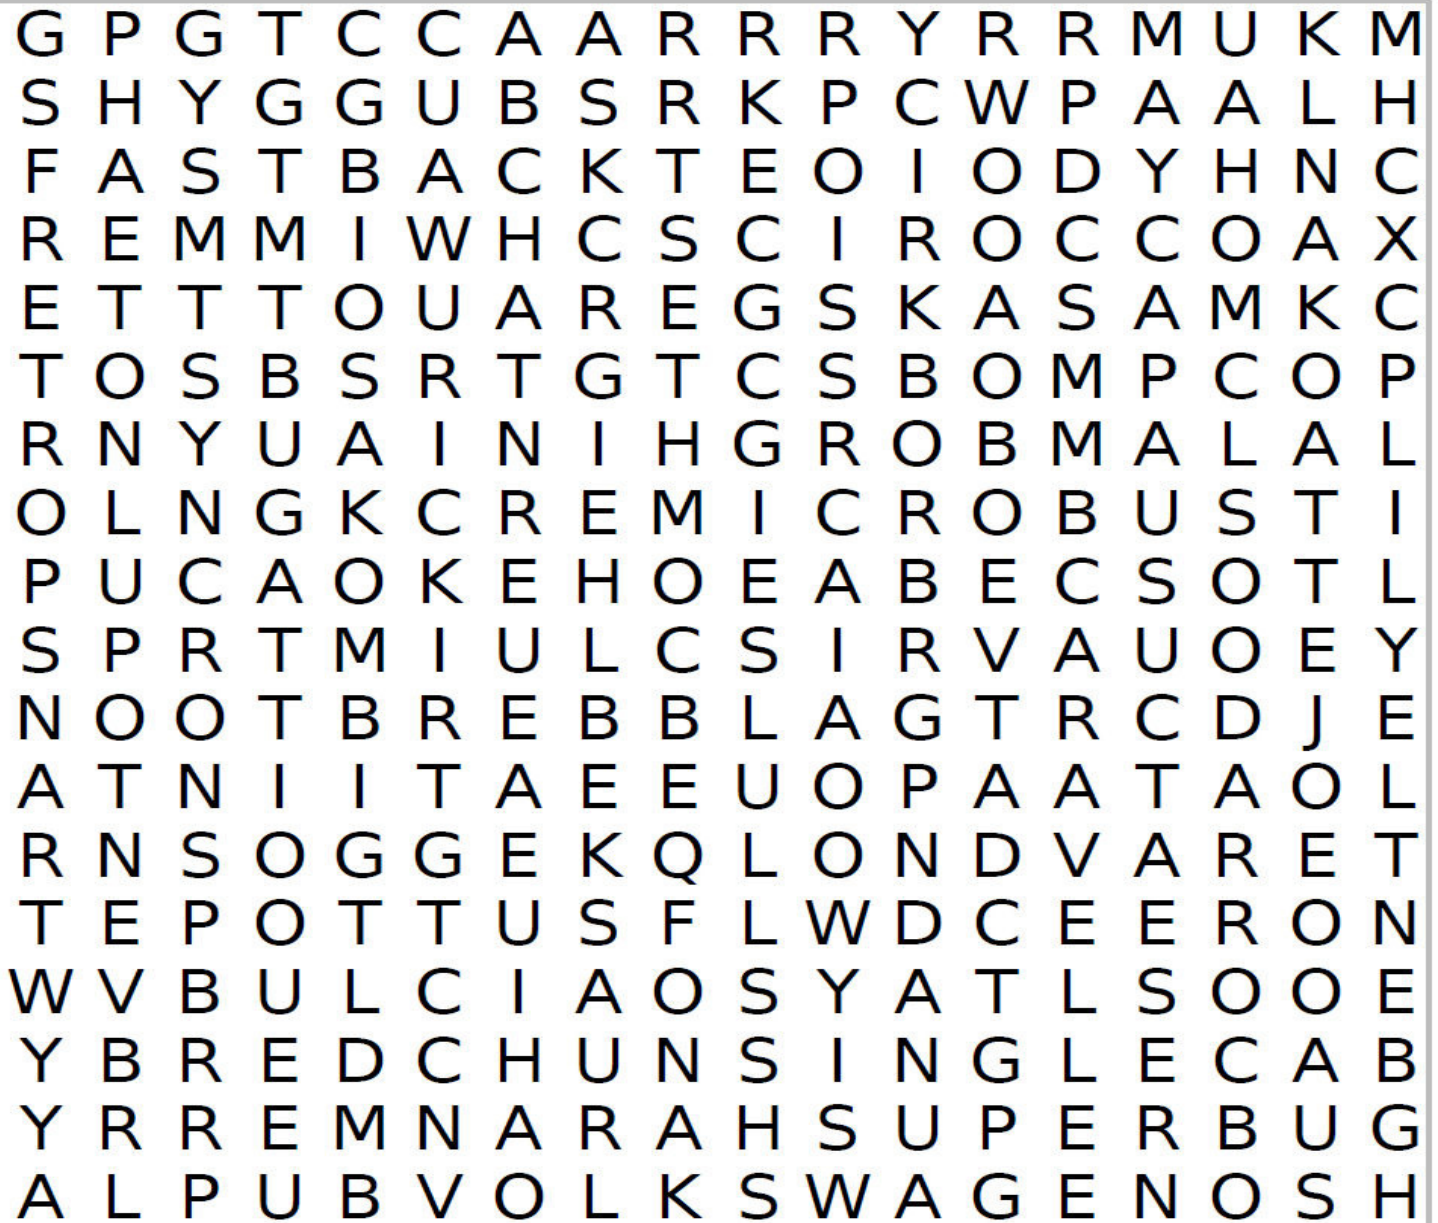 G P G T C C A A R R R Y R R M U K M
S H Y G G U B S R K P C W P A A L H
F A S T B A C K T E O I O D Y H N C
R E M M I W H C S C I R O C C O A X
E T T T O U A R E G S K A S A M K C
T O S B S R T G T C S B O M P C O P
R N Y U A I N I H G R O B M A L A L
O L N G K C R E M I C R O B U S T I
P U C A O K E H O E A B E C S O T L
S P R T M I U L C S I R V A U O E Y
N O O T B R E B B L A G T R C D J E
A T N I I T A E E U O P A A T A O L
R N S O G G E K Q L O N D V A R E T
T E P O T T U S F L W D C E E R O N
W V B U L C I A O S Y A T L S O O E
Y B R E D C H U N S I N G L E C A B
Y R R E M N A R A H S U P E R B U G
A L P U B V O L K S W A G E N O S H